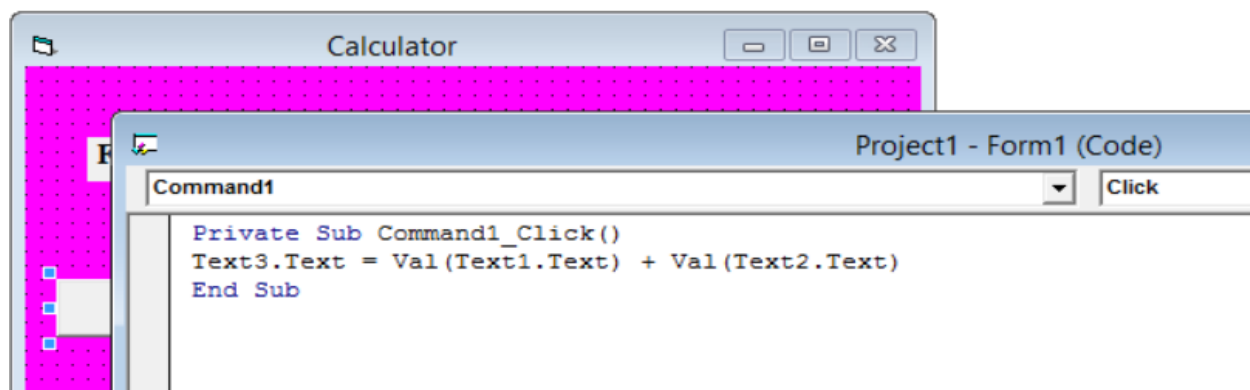 Calculator
Project1 - Form1 (Code)
Command1
Click
Private Sub Command1_Click()
Text3.Text = Val(Text1.Text) + Val(Text2.Text)
End Sub